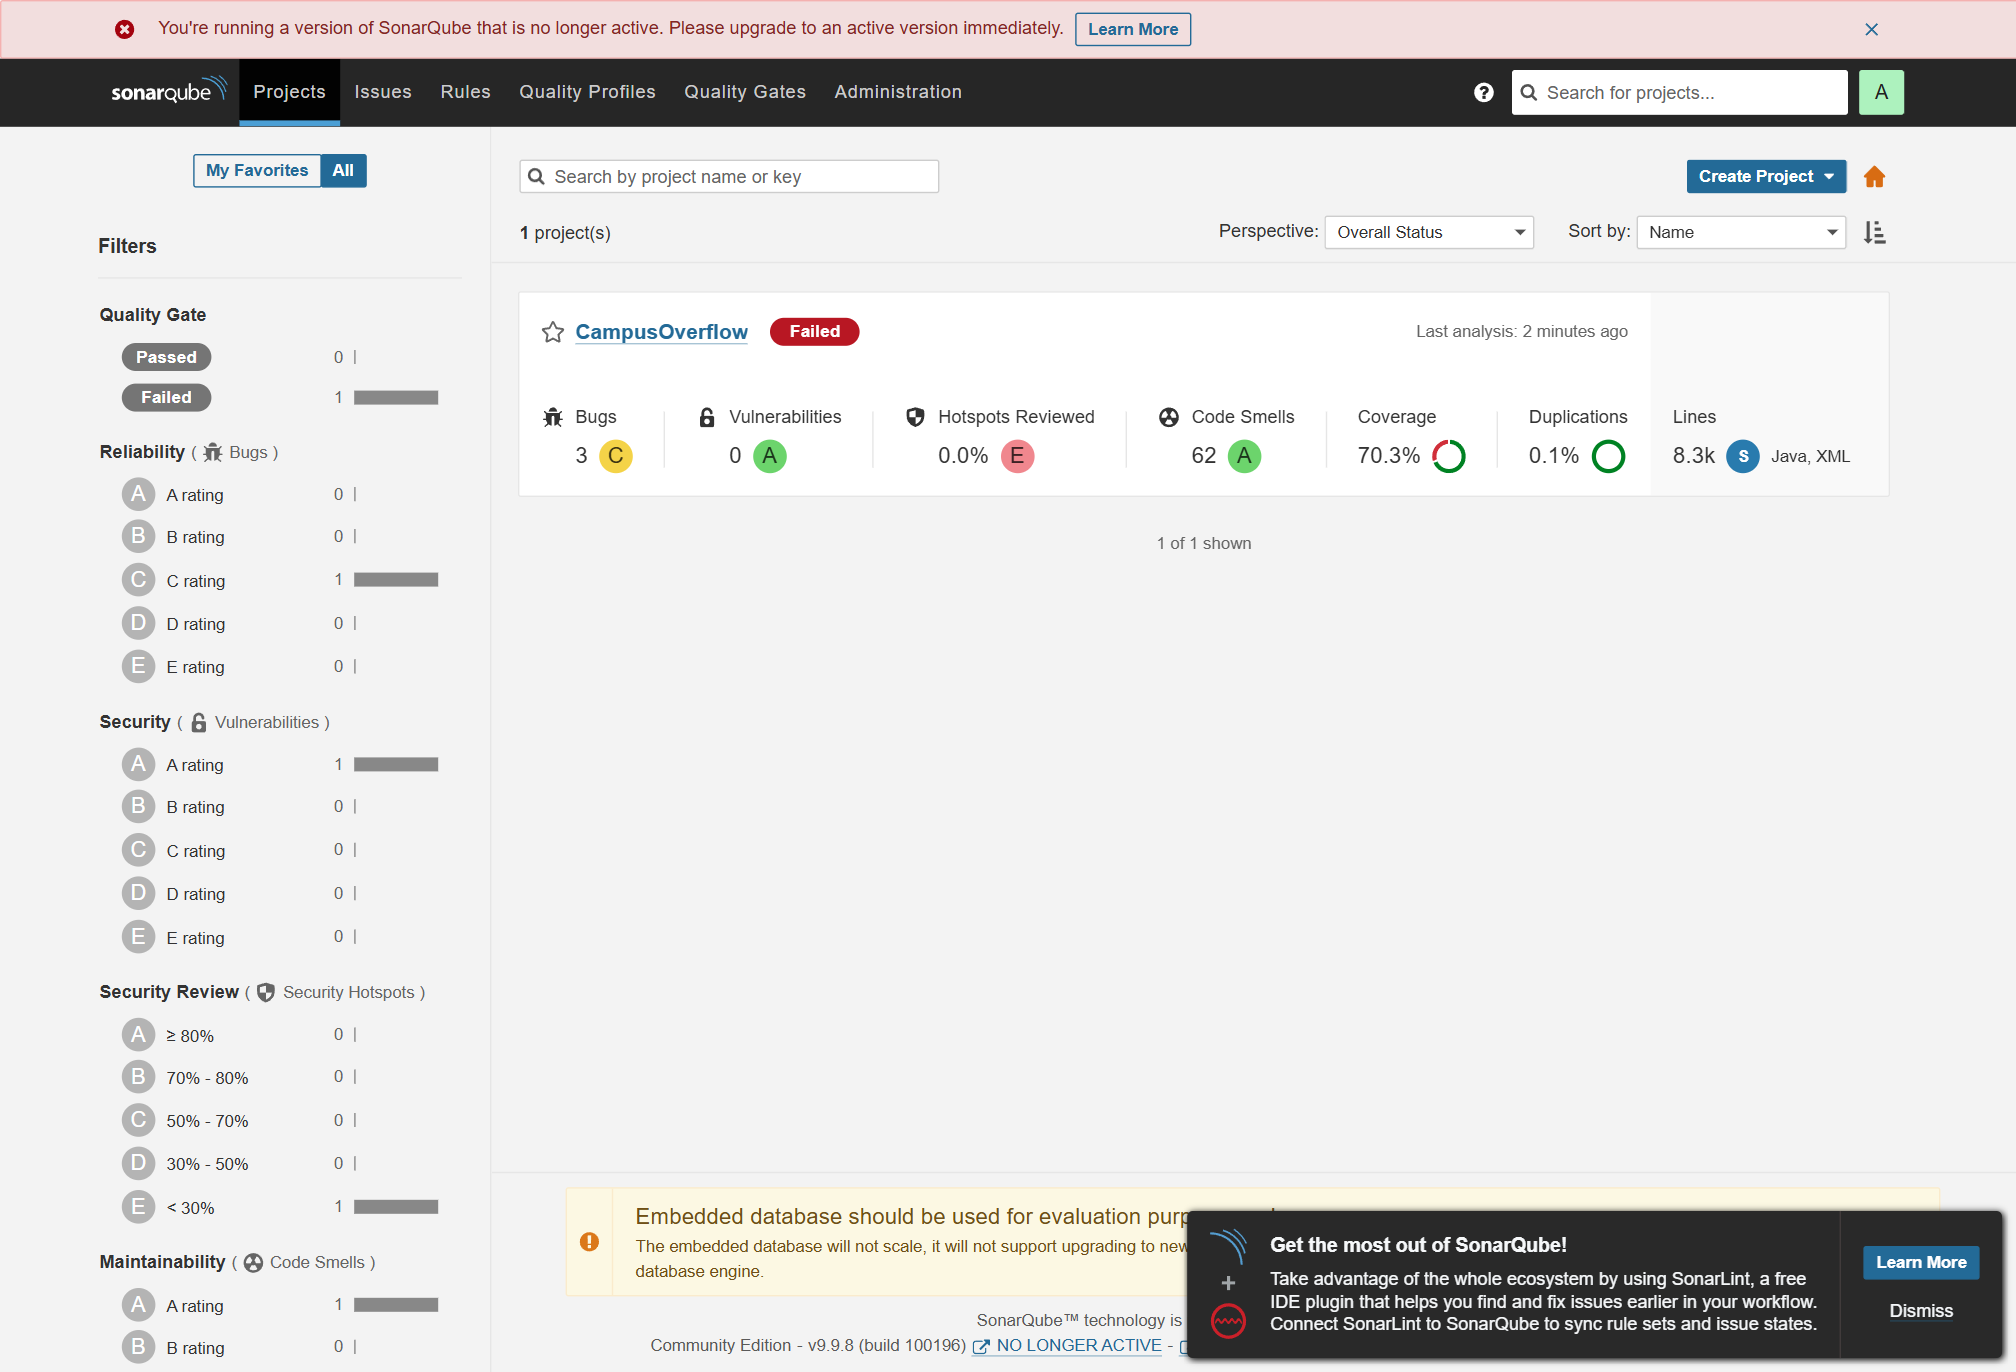 You're running a version of SonarQube that is no longer active. Please upgrade to an active version immediately. Learn More
sonarqube Projects Issues Rules Quality Profiles Quality Gates Administration
Search for projects... A
My Favorites All
Search by project name or key
Create Project
1 project(s)
Perspective: Overall Status Sort by: Name
Filters
Quality Gate
Passed 0
Failed 1
Reliability ( Bugs )
A A rating 0
B B rating 0
C C rating 1
D D rating 0
E E rating 0
Security ( Vulnerabilities )
A A rating 1
B B rating 0
C C rating 0
D D rating 0
E E rating 0
Security Review ( Security Hotspots )
A ≥ 80% 0
B 70% - 80% 0
C 50% - 70% 0
D 30% - 50% 0
E < 30% 1
Maintainability ( Code Smells )
A A rating 1
B B rating 0
CampusOverflow Failed Last analysis: 2 minutes ago
Bugs Vulnerabilities Hotspots Reviewed Code Smells Coverage Duplications Lines
3 C 0 A 0.0% E 62 A 70.3% 0.1% 8.3k S Java, XML
1 of 1 shown
Embedded database should be used for evaluation
The embedded database will not scale, it will not support upgrading to
database engine.
SonarQube™ technology is
Community Edition - v9.9.8 (build 100196) NO LONGER ACTIVE -
Get the most out of SonarQube!
Take advantage of the whole ecosystem by using SonarLint, a free
IDE plugin that helps you find and fix issues earlier in your workflow.
Connect SonarLint to SonarQube to sync rule sets and issue states.
Learn More
Dismiss